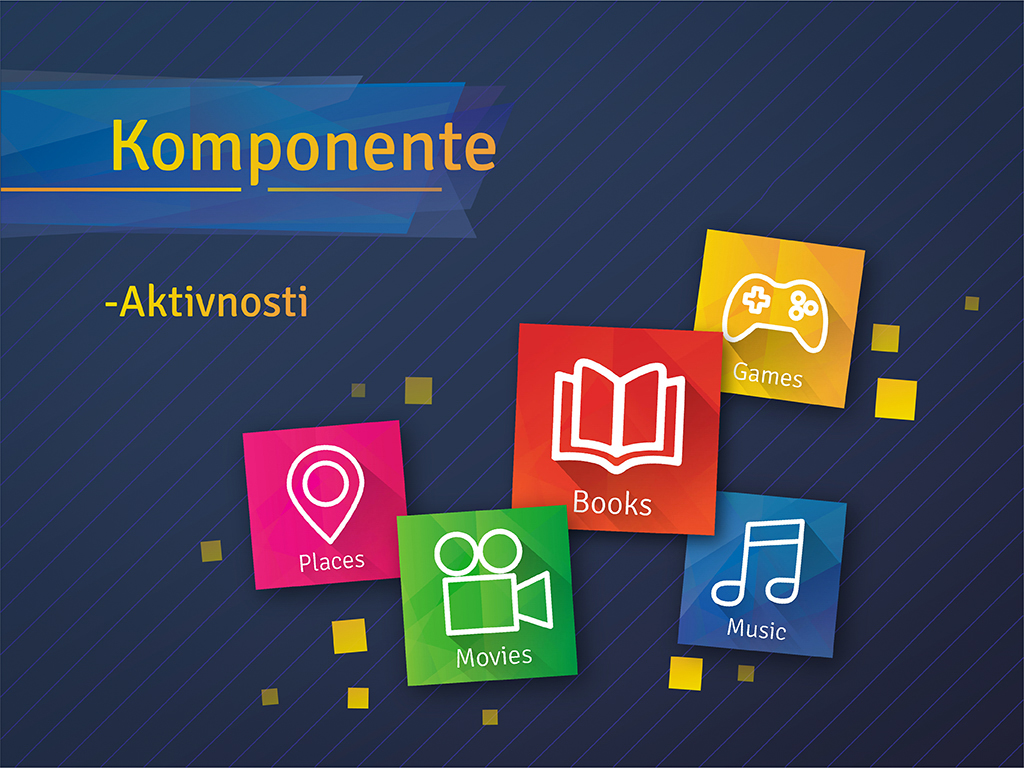 Komponente
-Aktivnosti
Games
Books
Places
Music
Movies